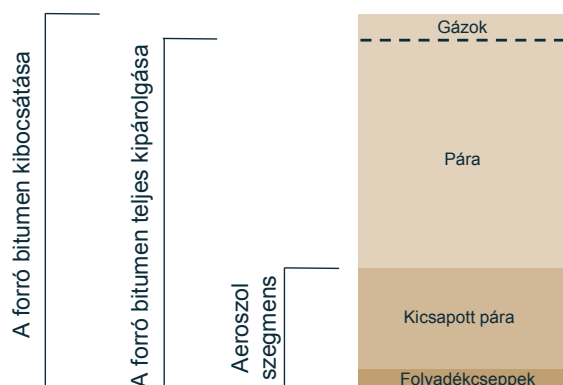 A forró bitumen kibocsátása
A forró bitumen teljes kipárolgása
Aeroszol
szegmens
Gázok
Pára
Kicsapott pára
Folyadékcseppek